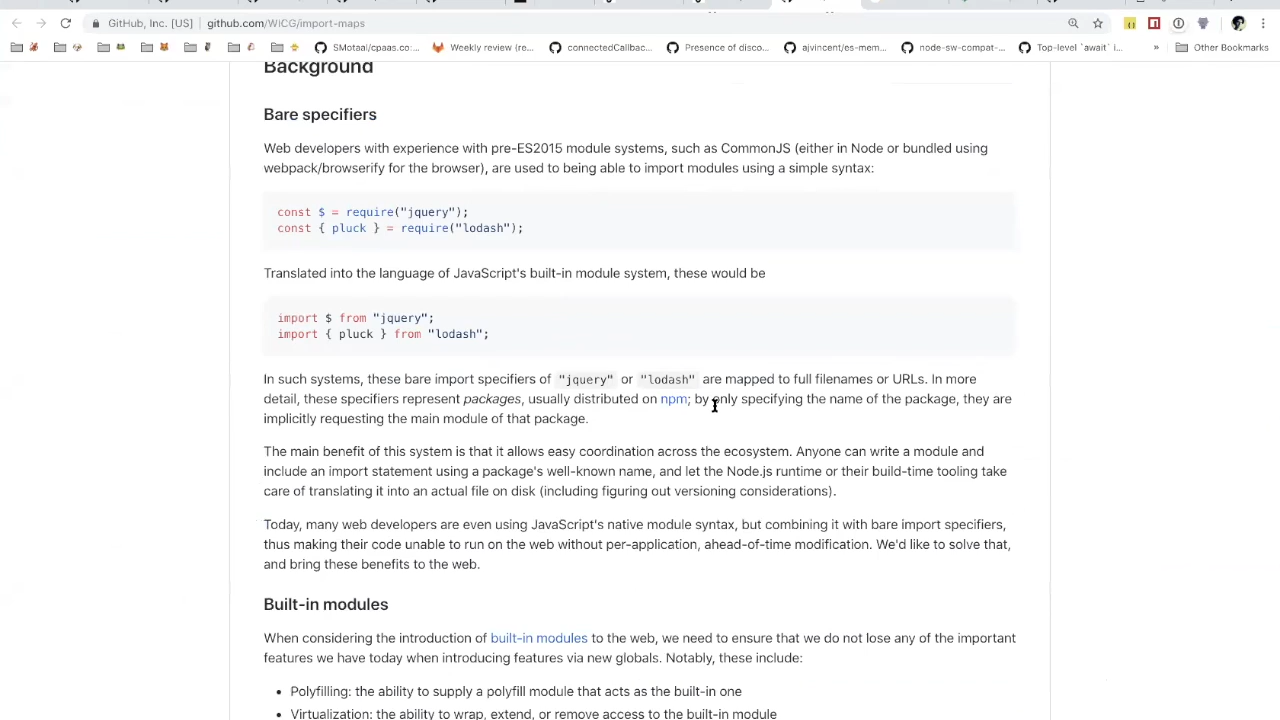 GitHub, Inc. [US]
github.com/WICG/import-maps
SMotaal/cpaas.co:...
Weekly review (re...
connectedCallbac...
Presence of disco...
ajvincent/es-mem...
node-sw-compat-...
Top-level `await` i...
»
Other Bookmarks
Background
Bare specifiers
Web developers with experience with pre-ES2015 module systems, such as CommonJS (either in Node or bundled using
webpack/browserify for the browser), are used to being able to import modules using a simple syntax:
const $ = require("jquery");
const { pluck } = require("lodash");
Translated into the language of JavaScript's built-in module system, these would be
import $ from "jquery";
import { pluck } from "lodash";
In such systems, these bare import specifiers of "jquery" or "lodash" are mapped to full filenames or URLs. In more
detail, these specifiers represent packages, usually distributed on npm; by only specifying the name of the package, they are
implicitly requesting the main module of that package.
The main benefit of this system is that it allows easy coordination across the ecosystem. Anyone can write a module and
include an import statement using a package's well-known name, and let the Node.js runtime or their build-time tooling take
care of translating it into an actual file on disk (including figuring out versioning considerations).
Today, many web developers are even using JavaScript's native module syntax, but combining it with bare import specifiers,
thus making their code unable to run on the web without per-application, ahead-of-time modification. We'd like to solve that,
and bring these benefits to the web.
Built-in modules
When considering the introduction of built-in modules to the web, we need to ensure that we do not lose any of the important
features we have today when introducing features via new globals. Notably, these include:
• Polyfilling: the ability to supply a polyfill module that acts as the built-in one
• Virtualization: the ability to wrap, extend, or remove access to the built-in module